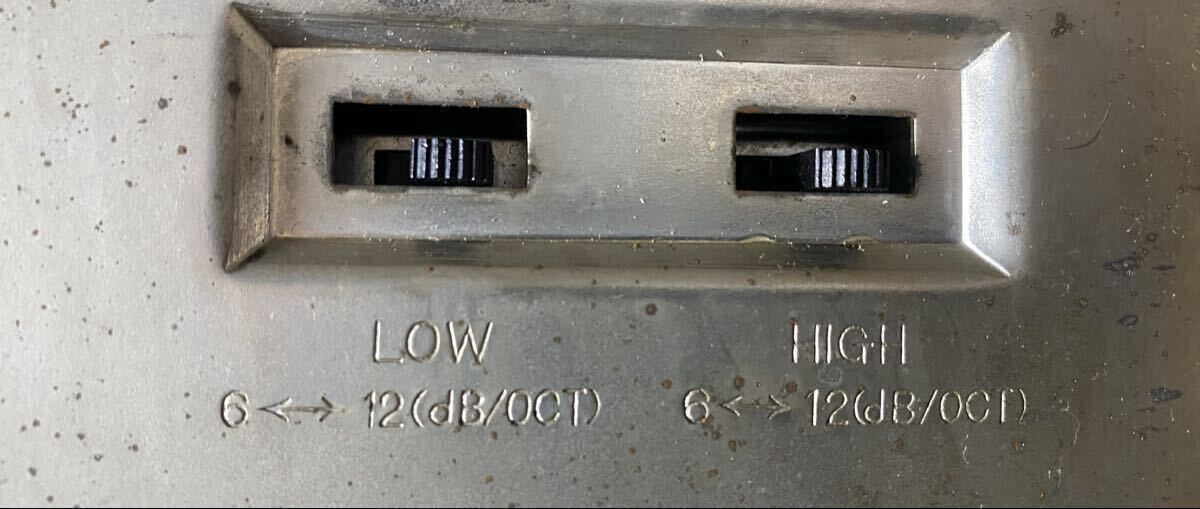 LOW HIGH
6 <--> 12(dB/OCT) 6 <--> 12(dB/OCT)